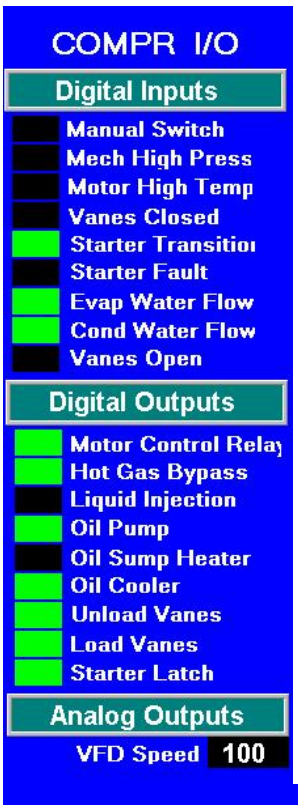 COMPR I/O
Digital Inputs
Manual Switch
Mech High Press
Motor High Temp
Vanes Closed
Starter Transition
Starter Fault
Evap Water Flow
Cond Water Flow
Vanes Open
Digital Outputs
Motor Control Relay
Hot Gas Bypass
Liquid Injection
Oil Pump
Oil Sump Heater
Oil Cooler
Unload Vanes
Load Vanes
Starter Latch
Analog Outputs
VFD Speed 100